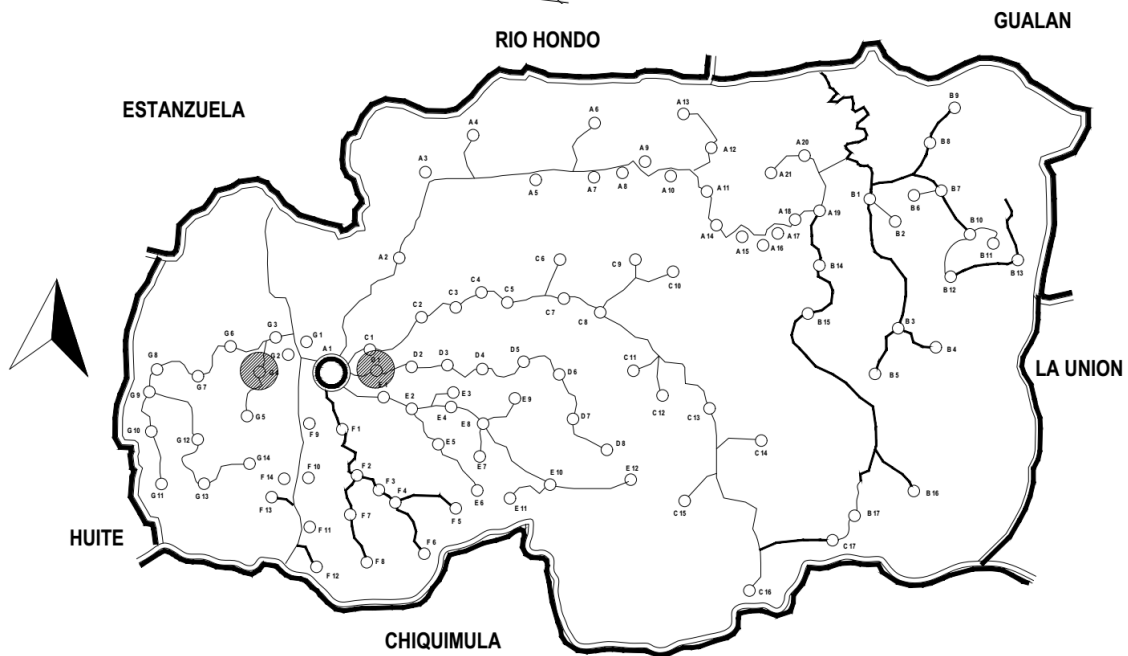 GUALAN
RIO HONDO
ESTANZUELA
B 9
A 13
A 6
A 4
B 8
A 12
A 20
A 9
A 3
A 21
A 5
A 7
A 8
A 10
A 11
B 7
B 6
B 1
A 19
A 18
B 2
A 14
A 17
A 15
A 16
B 10
B 11
A 2
C 6
C 9
B 14
B 13
C 10
B 12
C 4
C 3
C 5
C 7
C 2
C 8
B 15
B 3
G 3
G 1
A 1
C 1
G 6
G 2
B 4
G 8
D 1
D 2
D 3
D 4
D 5
C 11
LA UNION
G 7
G 4
E 1
D 6
B 5
G 9
E 3
C 12
E 2
E 4
E 9
G 5
C 13
D 7
G 10
F 9
F 1
E 8
G 12
E 5
C 14
D 8
G 14
E 7
F 2
F 14
F 10
F 3
E 10
E 12
G 11
G 13
E 6
B 16
F 13
F 4
E 11
C 15
F 5
F 7
B 17
F 11
HUITE
C 17
F 6
F 12
F 8
C 16
CHIQUIMULA